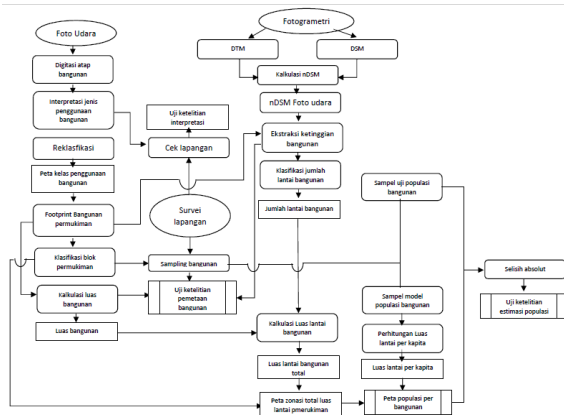 Foto Udara
Digitasi atap
bangunan
Interpretasi jenis
penggunaan
bangunan
Reklasfikasi
Peta kelas penggunaan
bangunan
Footprint Bangunan
permukiman
Klasifikasi blok
permukiman
Kalkulasi luas
bangunan
Luas bangunan
Uji ketelitian
interpretasi
Cek lapangan
Survei
lapangan
Sampling bangunan
Uji ketelitian
pemetaan
bangunan
Fotogrametri
DTM
DSM
Kalkulasi nDSM
nDSM Foto udara
Ekstraksi ketinggian
bangunan
Klasifikasi jumlah
lantai bangunan
Jumlah lantai bangunan
Kalkulasi Luas lantai
bangunan
Luas lantai bangunan
total
Peta zonasi total luas
lantai pmerukiman
Sampel uji populasi
bangunan
Sampel model
populasi bangunan
Perhitungan Luas
lantai per kapita
Luas lantai per kapita
Peta populasi per
bangunan
Selisih absolut
Uji ketelitian
estimasi populasi